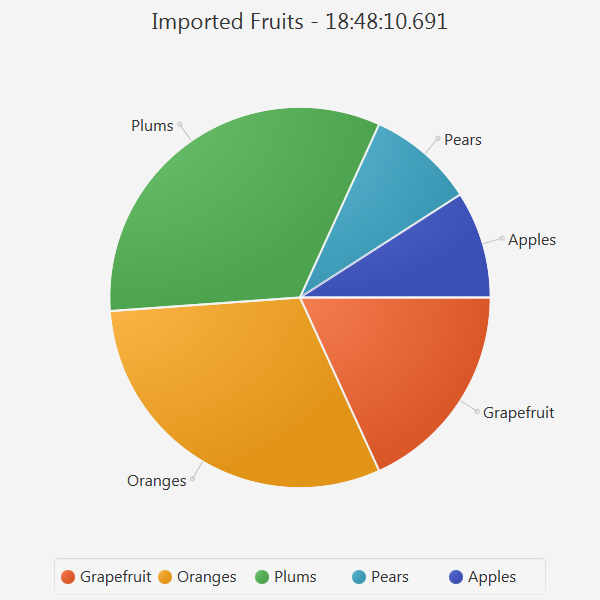 Imported Fruits - 18:48:10.691
Plums
Pears
Apples
Grapefruit
Oranges
Grapefruit Oranges Plums Pears Apples